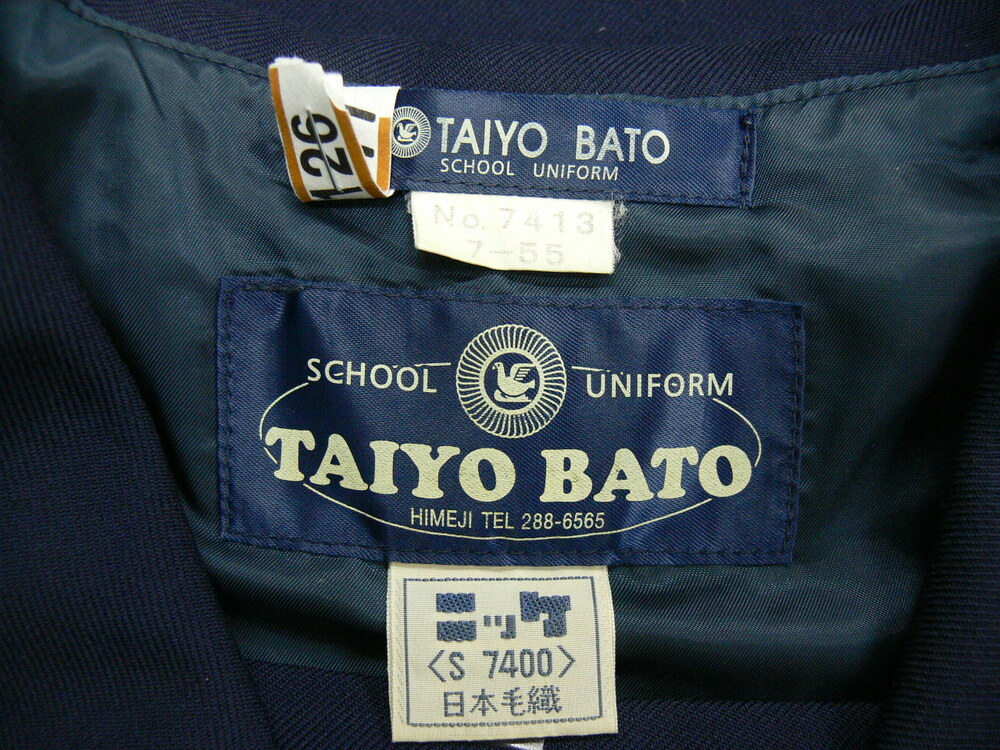 126
TAIYO BATO
SCHOOL UNIFORM
No. 7413
7-55
SCHOOL UNIFORM
TAIYO BATO
HIMEJI TEL 288-6565
ニッケ
〈S 7400〉
日本毛織